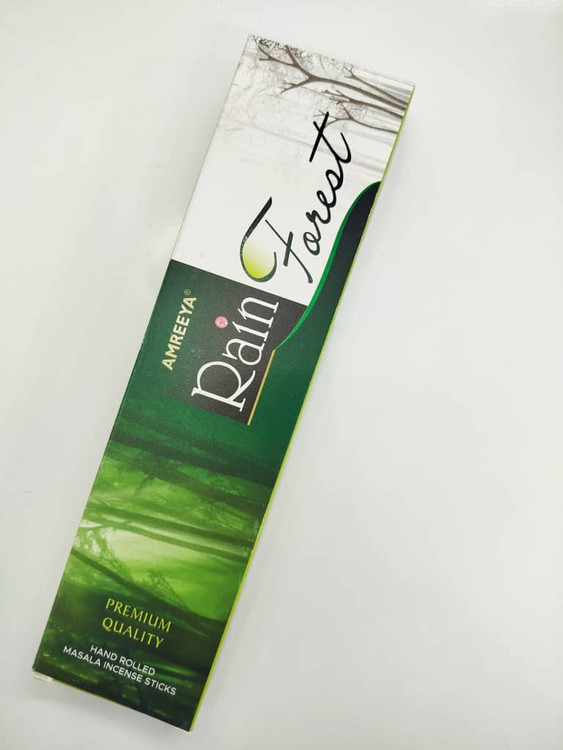 AMREEYA®
Rain
Forest
PREMIUM
QUALITY
HAND ROLLED
MASALA INCENSE STICKS